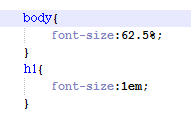 body{
    font-size:62.5%;
}
h1{
    font-size:1em;
}